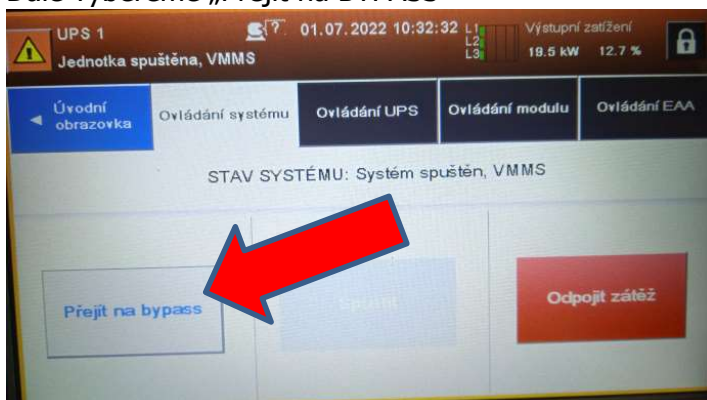 UPS 1
01.07.2022 10:32:32
L1
L2
L3
Výstupní zatížení
19.5 kW 12.7 %
Jednotka spuštěna, VMMS
Úvodní obrazovka
Ovládání systému
Ovládání UPS
Ovládání modulu
Ovládání EAA
STAV SYSTÉMU: Systém spuštěn, VMMS
Přejít na bypass
Odpojit zátěž